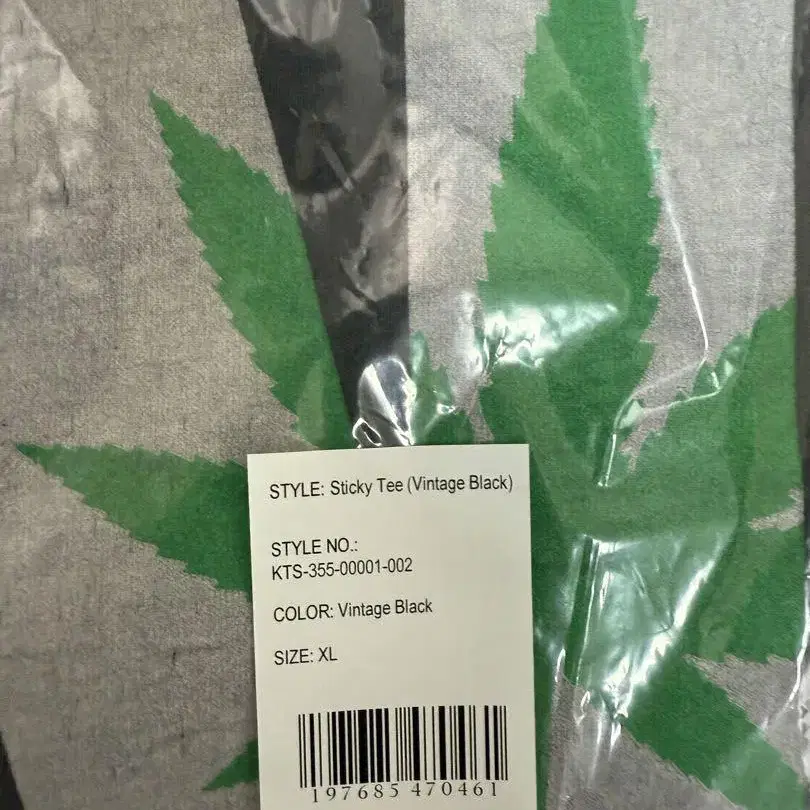 STYLE: Sticky Tee (Vintage Black)
STYLE NO.:
KTS-355-00001-002
COLOR: Vintage Black
SIZE: XL
197685 470461